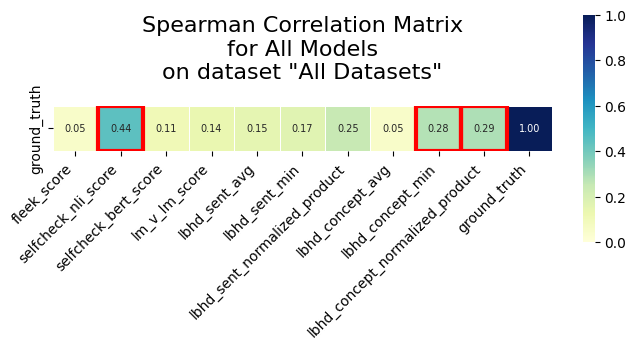 Spearman Correlation Matrix
for All Models
on dataset "All Datasets"
ground_truth
0.05 0.44 0.11 0.14 0.15 0.17 0.25 0.05 0.28 0.29 1.00
fleek_score
selfcheck_nli_score
selfcheck_bert_score
lm_v_lm_score
lbhd_sent_avg
lbhd_sent_min
lbhd_sent_normalized_product
lbhd_concept_avg
lbhd_concept_min
lbhd_concept_normalized_product
ground_truth
1.0
0.8
0.6
0.4
0.2
0.0